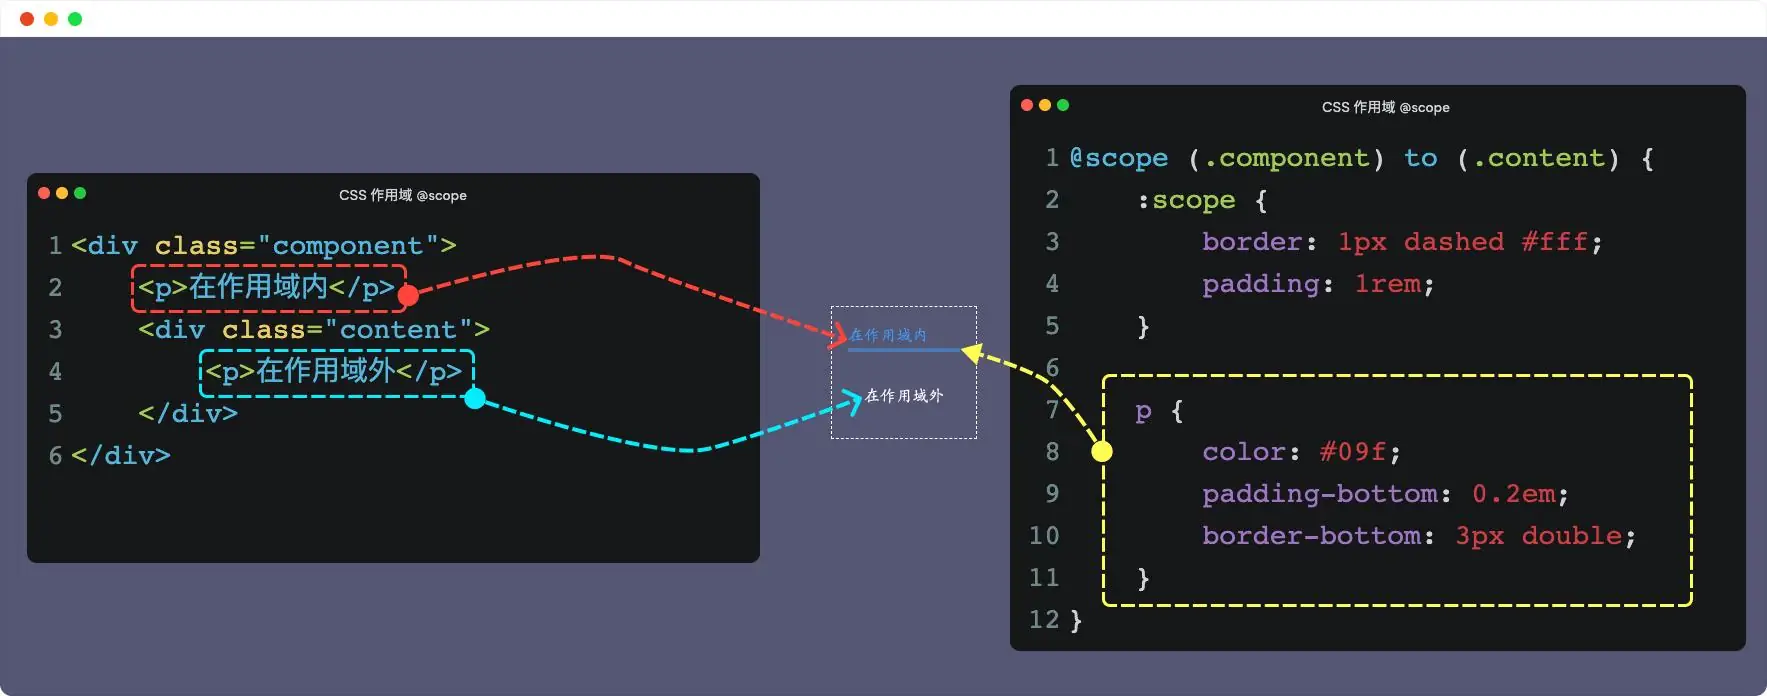 CSS 作用域 @scope
1 <div class="component">
2 <p>在作用域内</p>
3 <div class="content">
4 <p>在作用域外</p>
5 </div>
6 </div>
在作用域内
在作用域外
CSS 作用域 @scope
1 @scope (.component) to (.content) {
2 :scope {
3 border: 1px dashed #fff;
4 padding: 1rem;
5 }
6
7 p {
8 color: #09f;
9 padding-bottom: 0.2em;
10 border-bottom: 3px double;
11 }
12 }